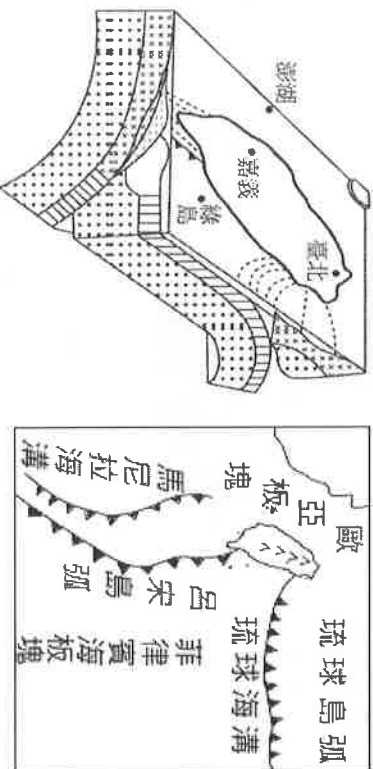 澎湖
嘉義
綠島
臺北
歐亞板塊
馬尼拉海溝
呂宋島弧
菲律賓海板塊
琉球海溝
琉球島弧